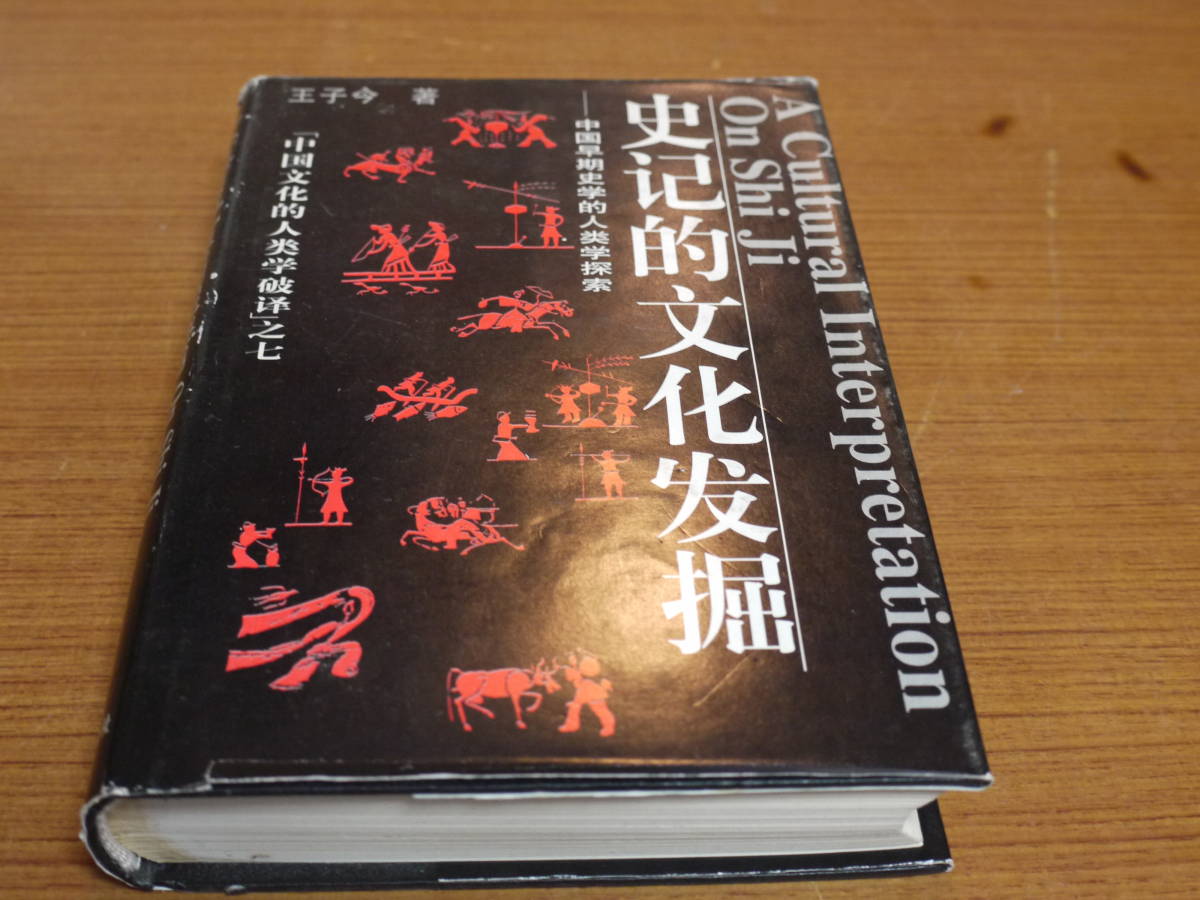 A Cultural Interpretation
On Shi Ji
史记的文化发掘
——中国早期史学的人类学探索
王子今 著
「中国文化的人类学破译」之七